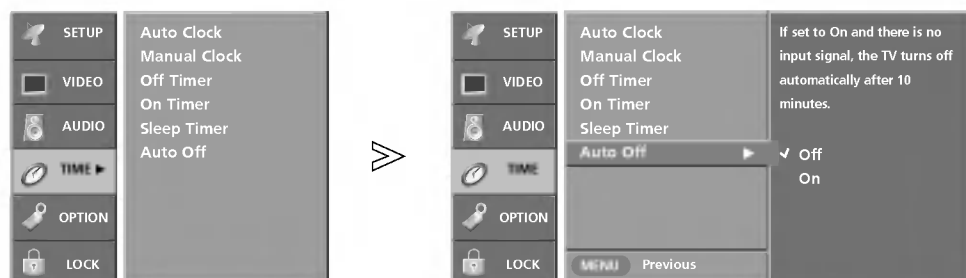 SETUP
VIDEO
AUDIO
TIME
OPTION
LOCK
Auto Clock
Manual Clock
Off Timer
On Timer
Sleep Timer
Auto Off
SETUP
VIDEO
AUDIO
TIME
OPTION
LOCK
Auto Clock
Manual Clock
Off Timer
On Timer
Sleep Timer
Auto Off
MENU Previous
If set to On and there is no
input signal, the TV turns off
automatically after 10
minutes.
Off
On